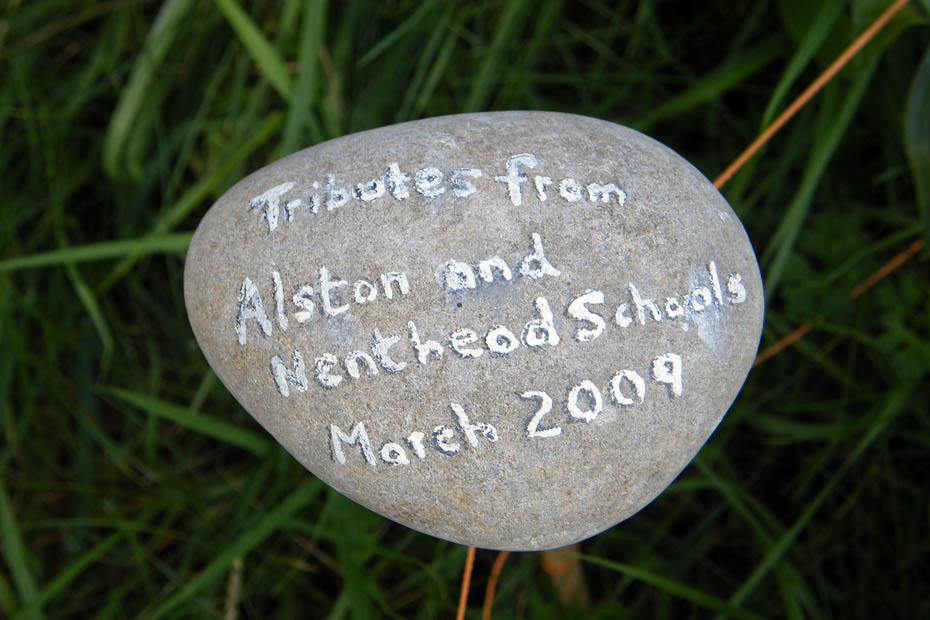 Tributes from
Alston and
Nenthead Schools
March 2009